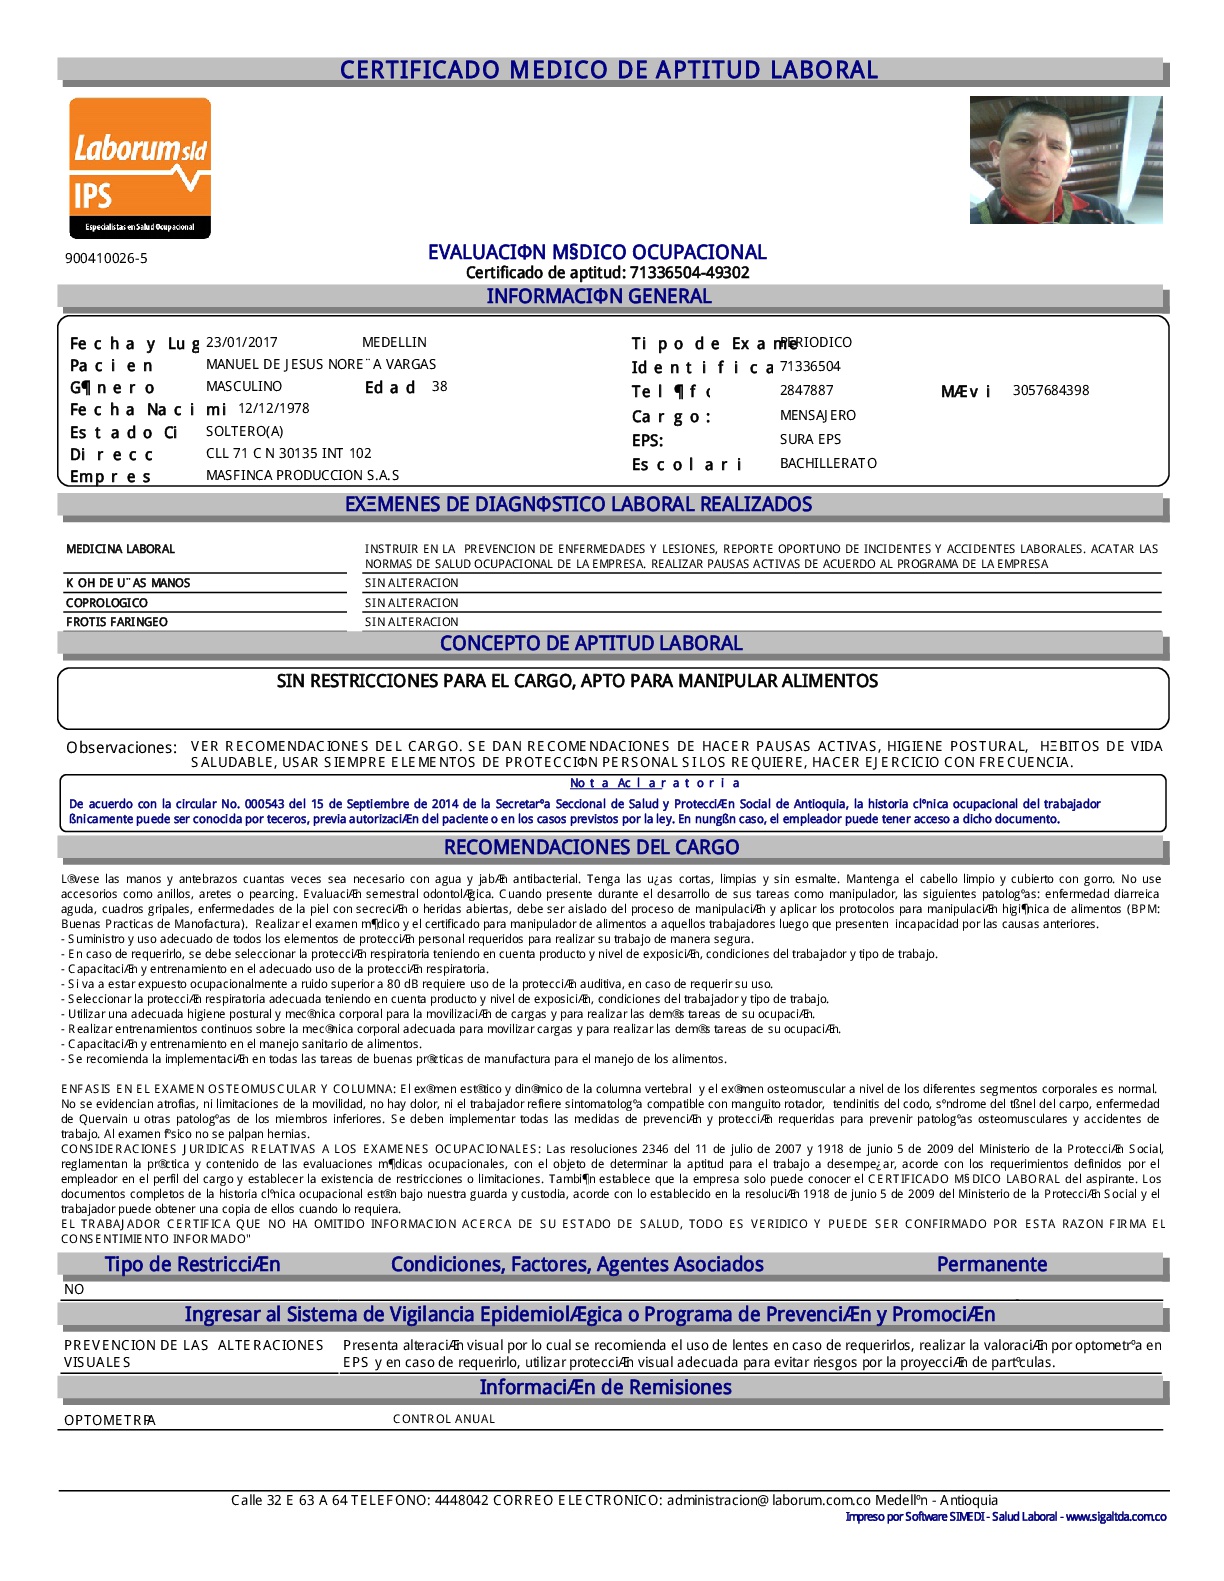 CERTIFICADO MEDICO DE APTITUD LABORAL
Laborum sld
IPS
Especialistas en Salud Ocupacional
900410026-5
EVALUACIΦN M§DICO OCUPACIONAL
Certificado de aptitud: 71336504-49302
INFORMACIΦN GENERAL
Fecha y Lug 23/01/2017 MEDELLIN Tipo de Exame PERIODICO
Pacien MANUEL DE JESUS NORE¨A VARGAS Identifica 71336504
G¶nero MASCULINO Edad 38 Tel¶fo 2847887 MÆvi 3057684398
Fecha Nacimi 12/12/1978 Cargo: MENSAJERO
Estado Ci SOLTERO(A) EPS: SURA EPS
Direcc CLL 71 C N 30135 INT 102 Escolari BACHILLERATO
Empres MASFINCA PRODUCCION S.A.S
EXΞMENES DE DIAGNΦSTICO LABORAL REALIZADOS
MEDICINA LABORAL INSTRUIR EN LA PREVENCION DE ENFERMEDADES Y LESIONES, REPORTE OPORTUNO DE INCIDENTES Y ACCIDENTES LABORALES. ACATAR LAS
NORMAS DE SALUD OCUPACIONAL DE LA EMPRESA. REALIZAR PAUSAS ACTIVAS DE ACUERDO AL PROGRAMA DE LA EMPRESA
KOH DE U¨AS MANOS SIN ALTERACION
COPROLOGICO SIN ALTERACION
FROTIS FARINGEO SIN ALTERACION
CONCEPTO DE APTITUD LABORAL
SIN RESTRICCIONES PARA EL CARGO, APTO PARA MANIPULAR ALIMENTOS
Observaciones: VER RECOMENDACIONES DEL CARGO. SE DAN RECOMENDACIONES DE HACER PAUSAS ACTIVAS, HIGIENE POSTURAL, HΞBITOS DE VIDA
SALUDABLE, USAR SIEMPRE ELEMENTOS DE PROTECCIΦN PERSONAL SI LOS REQUIERE, HACER EJERCICIO CON FRECUENCIA.
Nota Aclaratoria
De acuerdo con la circular No. 000543 del 15 de Septiembre de 2014 de la Secretarºa Seccional de Salud y ProtecciÆn Social de Antioquia, la historia clºnica ocupacional del trabajador
ßnicamente puede ser conocida por teceros, previa autorizaciÆn del paciente o en los casos previstos por la ley. En nungßn caso, el empleador puede tener acceso a dicho documento.
RECOMENDACIONES DEL CARGO
L®vese las manos y antebrazos cuantas veces sea necesario con agua y jabÆn antibacterial. Tenga las u¿as cortas, limpias y sin esmalte. Mantenga el cabello limpio y cubierto con gorro. No use
accesorios como anillos, aretes o pearcing. EvaluaciÆn semestral odontolÆgica. Cuando presente durante el desarrollo de sus tareas como manipulador, las siguientes patologºas: enfermedad diarreica
aguda, cuadros gripales, enfermedades de la piel con secreciÆn o heridas abiertas, debe ser aislado del proceso de manipulaciÆn y aplicar los protocolos para manipulaciÆn higi¶nica de alimentos (BPM:
Buenas Practicas de Manofactura). Realizar el examen m¶dico y el certificado para manipulador de alimentos a aquellos trabajadores luego que presenten incapacidad por las causas anteriores.
- Suministro y uso adecuado de todos los elementos de protecciÆn personal requeridos para realizar su trabajo de manera segura.
- En caso de requerirlo, se debe seleccionar la protecciÆn respiratoria teniendo en cuenta producto y nivel de exposiciÆn, condiciones del trabajador y tipo de trabajo.
- CapacitaciÆn y entrenamiento en el adecuado uso de la protecciÆn respiratoria.
- Si va a estar expuesto ocupacionalmente a ruido superior a 80 dB requiere uso de la protecciÆn auditiva, en caso de requerir su uso.
- Seleccionar la protecciÆn respiratoria adecuada teniendo en cuenta producto y nivel de exposiciÆn, condiciones del trabajador y tipo de trabajo.
- Utilizar una adecuada higiene postural y mec®nica corporal para la movilizaciÆn de cargas y para realizar las dem®s tareas de su ocupaciÆn.
- Realizar entrenamientos continuos sobre la mec®nica corporal adecuada para movilizar cargas y para realizar las dem®s tareas de su ocupaciÆn.
- CapacitaciÆn y entrenamiento en el manejo sanitario de alimentos.
- Se recomienda la implementaciÆn en todas las tareas de buenas pr®cticas de manufactura para el manejo de los alimentos.
ENFASIS EN EL EXAMEN OSTEOMUSCULAR Y COLUMNA: El ex®men est®tico y din®mico de la columna vertebral y el ex®men osteomuscular a nivel de los diferentes segmentos corporales es normal.
No se evidencian atrofias, ni limitaciones de la movilidad, no hay dolor, ni el trabajador refiere sintomatologºa compatible con manguito rotador, tendinitis del codo, sºndrome del tßnel del carpo, enfermedad
de Quervain u otras patologºas de los miembros inferiores. Se deben implementar todas las medidas de prevenciÆn y protecciÆn requeridas para prevenir patologºas osteomusculares y accidentes de
trabajo. Al examen fºsico no se palpan hernias.
CONSIDERACIONES JURIDICAS RELATIVAS A LOS EXAMENES OCUPACIONALES: Las resoluciones 2346 del 11 de julio de 2007 y 1918 de junio 5 de 2009 del Ministerio de la ProtecciÆn Social,
reglamentan la pr®ctica y contenido de las evaluaciones m¶dicas ocupacionales, con el objeto de determinar la aptitud para el trabajo a desempe¿ar, acorde con los requerimientos definidos por el
empleador en el perfil del cargo y establecer la existencia de restricciones o limitaciones. Tambi¶n establece que la empresa solo puede conocer el CERTIFICADO M§DICO LABORAL del aspirante. Los
documentos completos de la historia clºnica ocupacional est®n bajo nuestra guarda y custodia, acorde con lo establecido en la resoluciÆn 1918 de junio 5 de 2009 del Ministerio de la ProtecciÆn Social y el
trabajador puede obtener una copia de ellos cuando lo requiera.
EL TRABAJADOR CERTIFICA QUE NO HA OMITIDO INFORMACION ACERCA DE SU ESTADO DE SALUD, TODO ES VERIDICO Y PUEDE SER CONFIRMADO POR ESTA RAZON FIRMA EL
CONSENTIMIENTO INFORMADO"
Tipo de RestricciÆn Condiciones, Factores, Agentes Asociados Permanente
NO
Ingresar al Sistema de Vigilancia EpidemiolÆgica o Programa de PrevenciÆn y PromociÆn
PREVENCION DE LAS ALTERACIONES VISUALES Presenta alteraciÆn visual por lo cual se recomienda el uso de lentes en caso de requerirlos, realizar la valoraciÆn por optometrºa en
EPS y en caso de requerirlo, utilizar protecciÆn visual adecuada para evitar riesgos por la proyecciÆn de partºculas.
InformaciÆn de Remisiones
OPTOMETRA CONTROL ANUAL
Calle 32 E 63 A 64 TELEFONO: 4448042 CORREO ELECTRONICO: administracion@laborum.com.co Medellºn - Antioquia
Impreso por Software SIMEDI - Salud Laboral - www.sigaltda.com.co